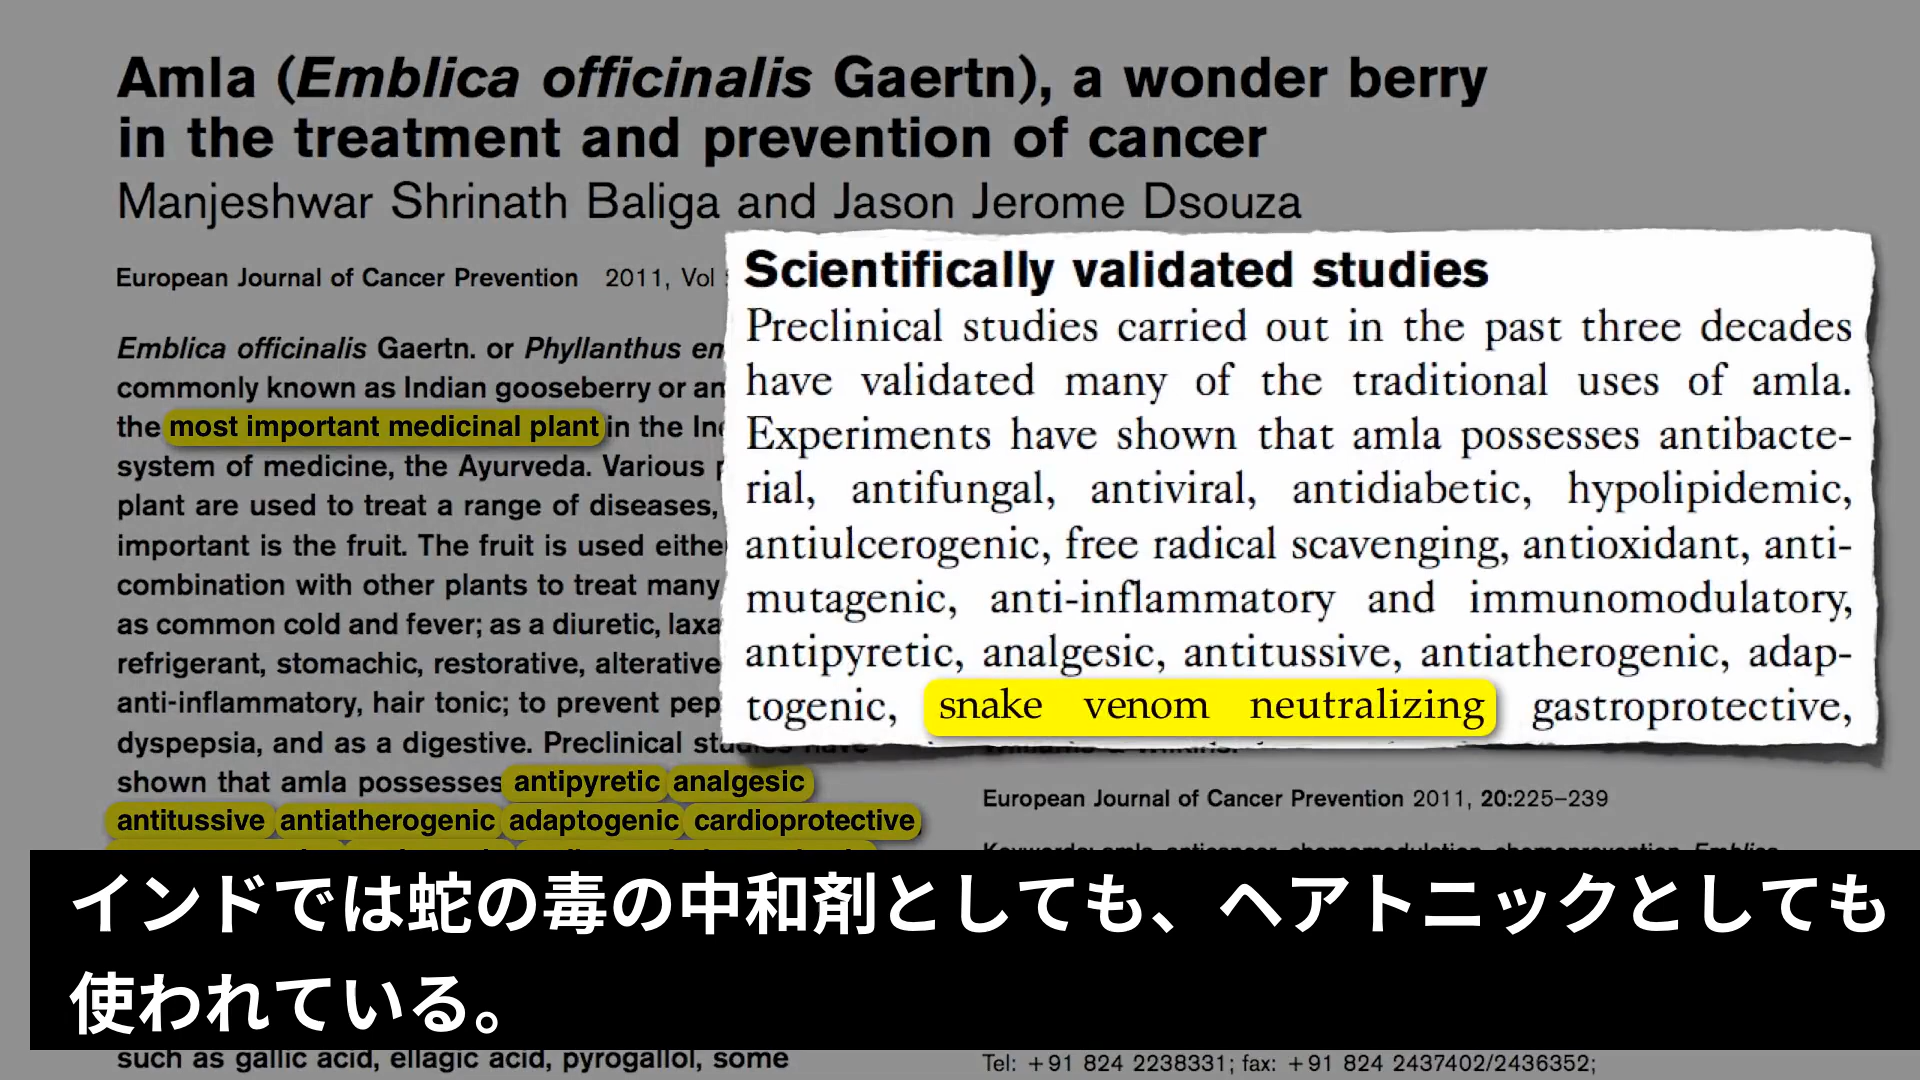 Amla (Emblica officinalis Gaertn), a wonder berry
in the treatment and prevention of cancer
Manjeshwar Shrinath Baliga and Jason Jerome Dsouza
European Journal of Cancer Prevention 2011, Vol
Emblica officinalis Gaertn. or Phyllanthus
commonly known as Indian gooseberry or
the most important medicinal plant in the
system of medicine, the Ayurveda. Various
plant are used to treat a range of diseases,
important is the fruit. The fruit is used
combination with other plants to treat many
as common cold and fever; as a diuretic,
refrigerant, stomachic, restorative, alterative
anti-inflammatory, hair tonic; to prevent
dyspepsia, and as a digestive. Preclinical
shown that amla possesses antipyretic analgesic
antitussive antiatherogenic adaptogenic cardioprotective
such as gallic acid, ellagic acid, pyrogallol, some
Scientifically validated studies
Preclinical studies carried out in the past three decades
have validated many of the traditional uses of amla.
Experiments have shown that amla possesses antibacte-
rial, antifungal, antiviral, antidiabetic, hypolipidemic,
antiulcerogenic, free radical scavenging, antioxidant, anti-
mutagenic, anti-inflammatory and immunomodulatory,
antipyretic, analgesic, antitussive, antiatherogenic, adap-
togenic, snake venom neutralizing gastroprotective,
European Journal of Cancer Prevention 2011, 20:225–239
Tel: +91 824 2238331; fax: +91 824 2437402/2436352;
インドでは蛇の毒の中和剤としても、ヘアトニックとしても
使われている。